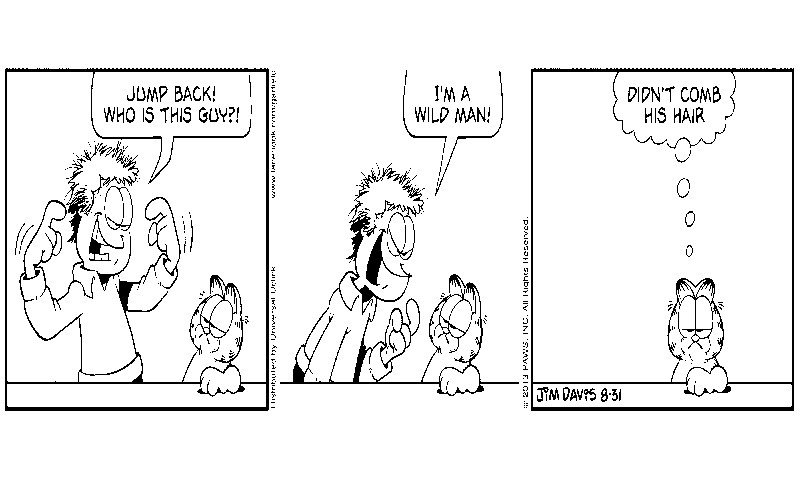 JUMP BACK!
WHO IS THIS GUY?!
I'M A
WILD MAN!
DIDN'T COMB
HIS HAIR
Distributed by Universal Uclick
© 2013 PAWS, INC. All Rights Reserved.
JIM DAVIS 8-31